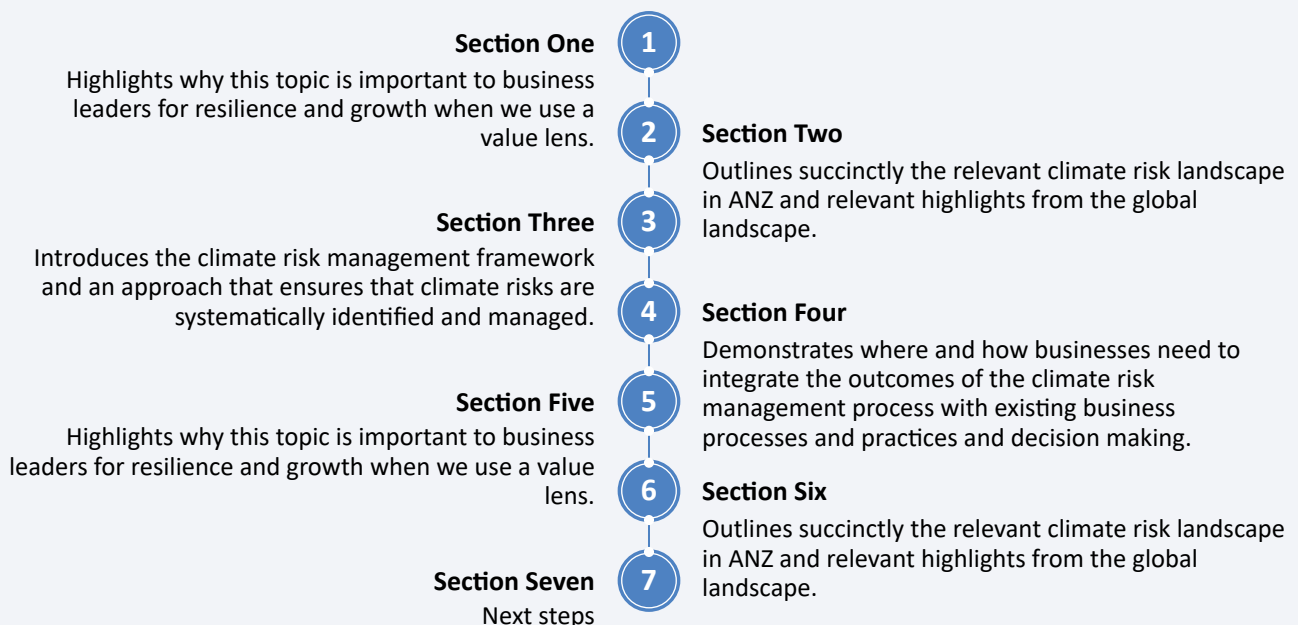 Section One
1
Highlights why this topic is important to business
leaders for resilience and growth when we use a
value lens.
2
Section Two
Outlines succinctly the relevant climate risk landscape
in ANZ and relevant highlights from the global
landscape.
Section Three
3
Introduces the climate risk management framework
and an approach that ensures that climate risks are
systematically identified and managed.
4
Section Four
Demonstrates where and how businesses need to
integrate the outcomes of the climate risk
management process with existing business
processes and practices and decision making.
Section Five
5
Highlights why this topic is important to business
leaders for resilience and growth when we use a value
lens.
6
Section Six
Outlines succinctly the relevant climate risk landscape
in ANZ and relevant highlights from the global
landscape.
Section Seven
7
Next steps